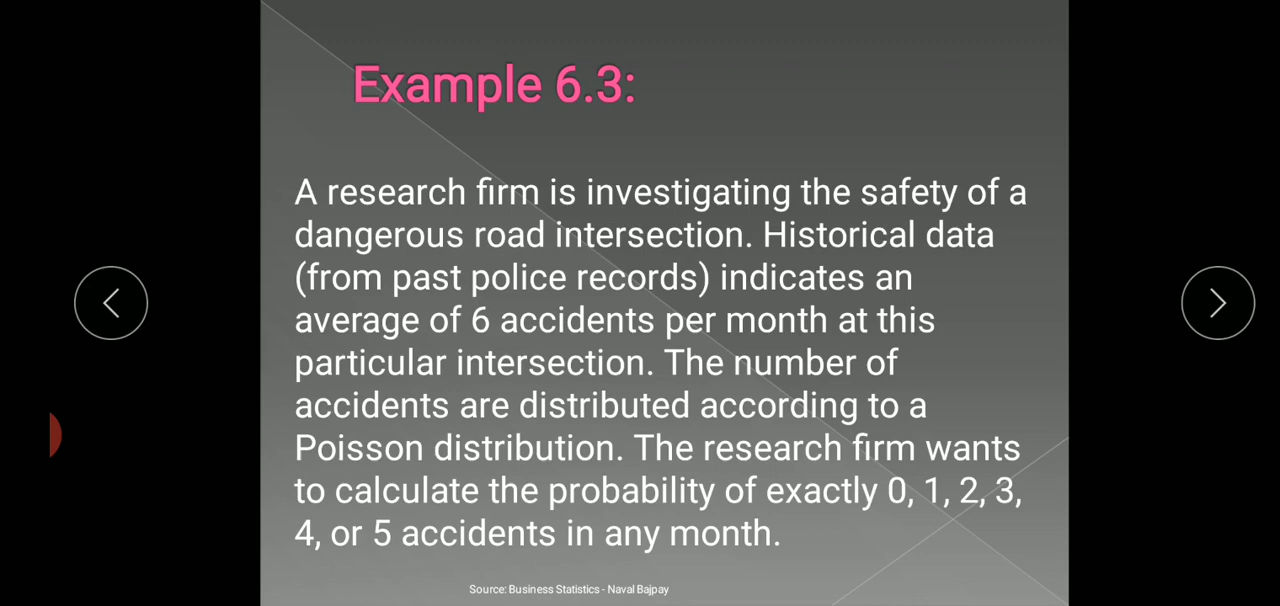 Example 6.3:
A research firm is investigating the safety of a
dangerous road intersection. Historical data
(from past police records) indicates an
average of 6 accidents per month at this
particular intersection. The number of
accidents are distributed according to a
Poisson distribution. The research firm wants
to calculate the probability of exactly 0, 1, 2, 3,
4, or 5 accidents in any month.
Source: Business Statistics - Naval Bajpay